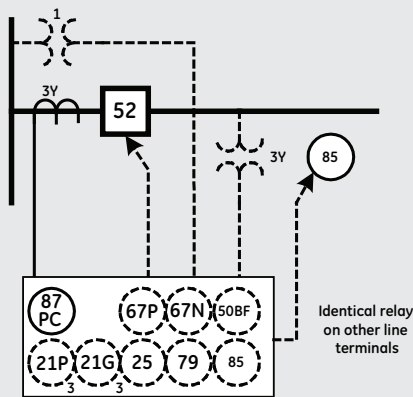 1
3Y
52
3Y
85
87
PC
67P
67N
50BF
Identical relay
on other line
terminals
21P
3
21G
3
25
79
85